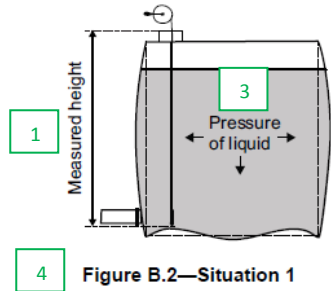 3
1
Measured height
Pressure
of liquid
4
Figure B.2—Situation 1